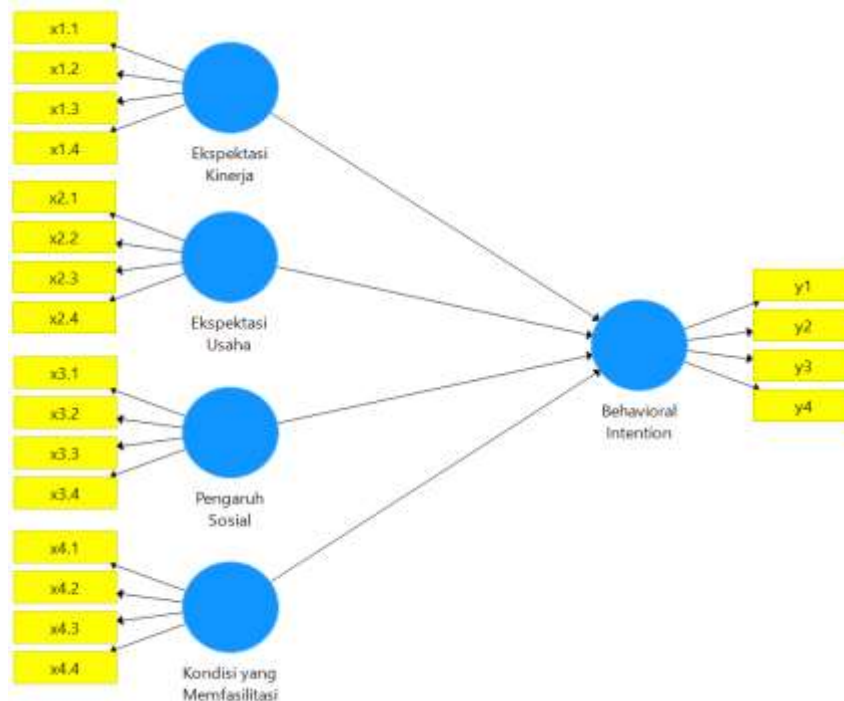 x1.1
x1.2
x1.3
x1.4
Ekspektasi
Kinerja
x2.1
x2.2
x2.3
x2.4
Ekspektasi
Usaha
x3.1
x3.2
x3.3
x3.4
Pengaruh
Sosial
x4.1
x4.2
x4.3
x4.4
Kondisi yang
Memfasilitasi
Behavioral
Intention
y1
y2
y3
y4